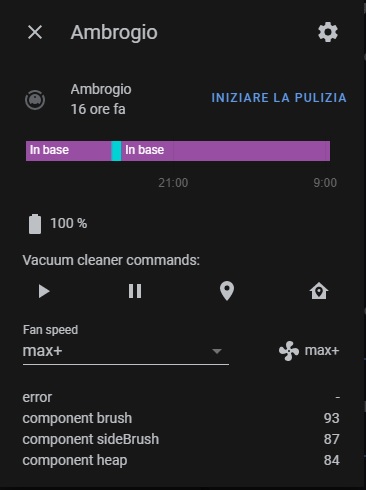 Ambrogio
Ambrogio
16 ore fa
INIZIARE LA PULIZIA
In base
In base
21:00
9:00
100 %
Vacuum cleaner commands:
Fan speed
max+
max+
error -
component brush 93
component sideBrush 87
component heap 84